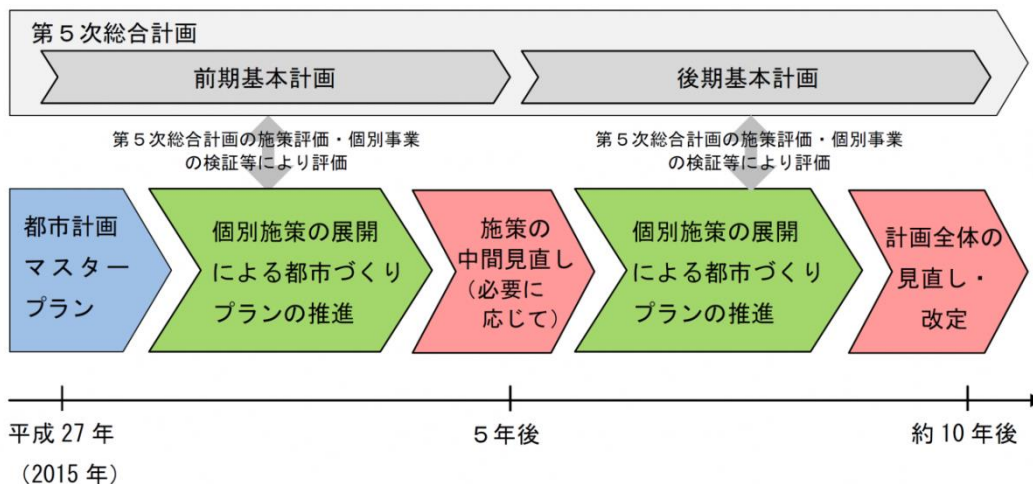 第５次総合計画
前期基本計画
後期基本計画
第５次総合計画の施策評価・個別事業
の検証等により評価
第５次総合計画の施策評価・個別事業
の検証等により評価
都市計画
マスター
プラン
個別施策の展開
による都市づくり
プランの推進
施策の
中間見直し
（必要に
応じて）
個別施策の展開
による都市づくり
プランの推進
計画全体の
見直し・
改定
平成 27 年
（2015 年）
５年後
約 10 年後